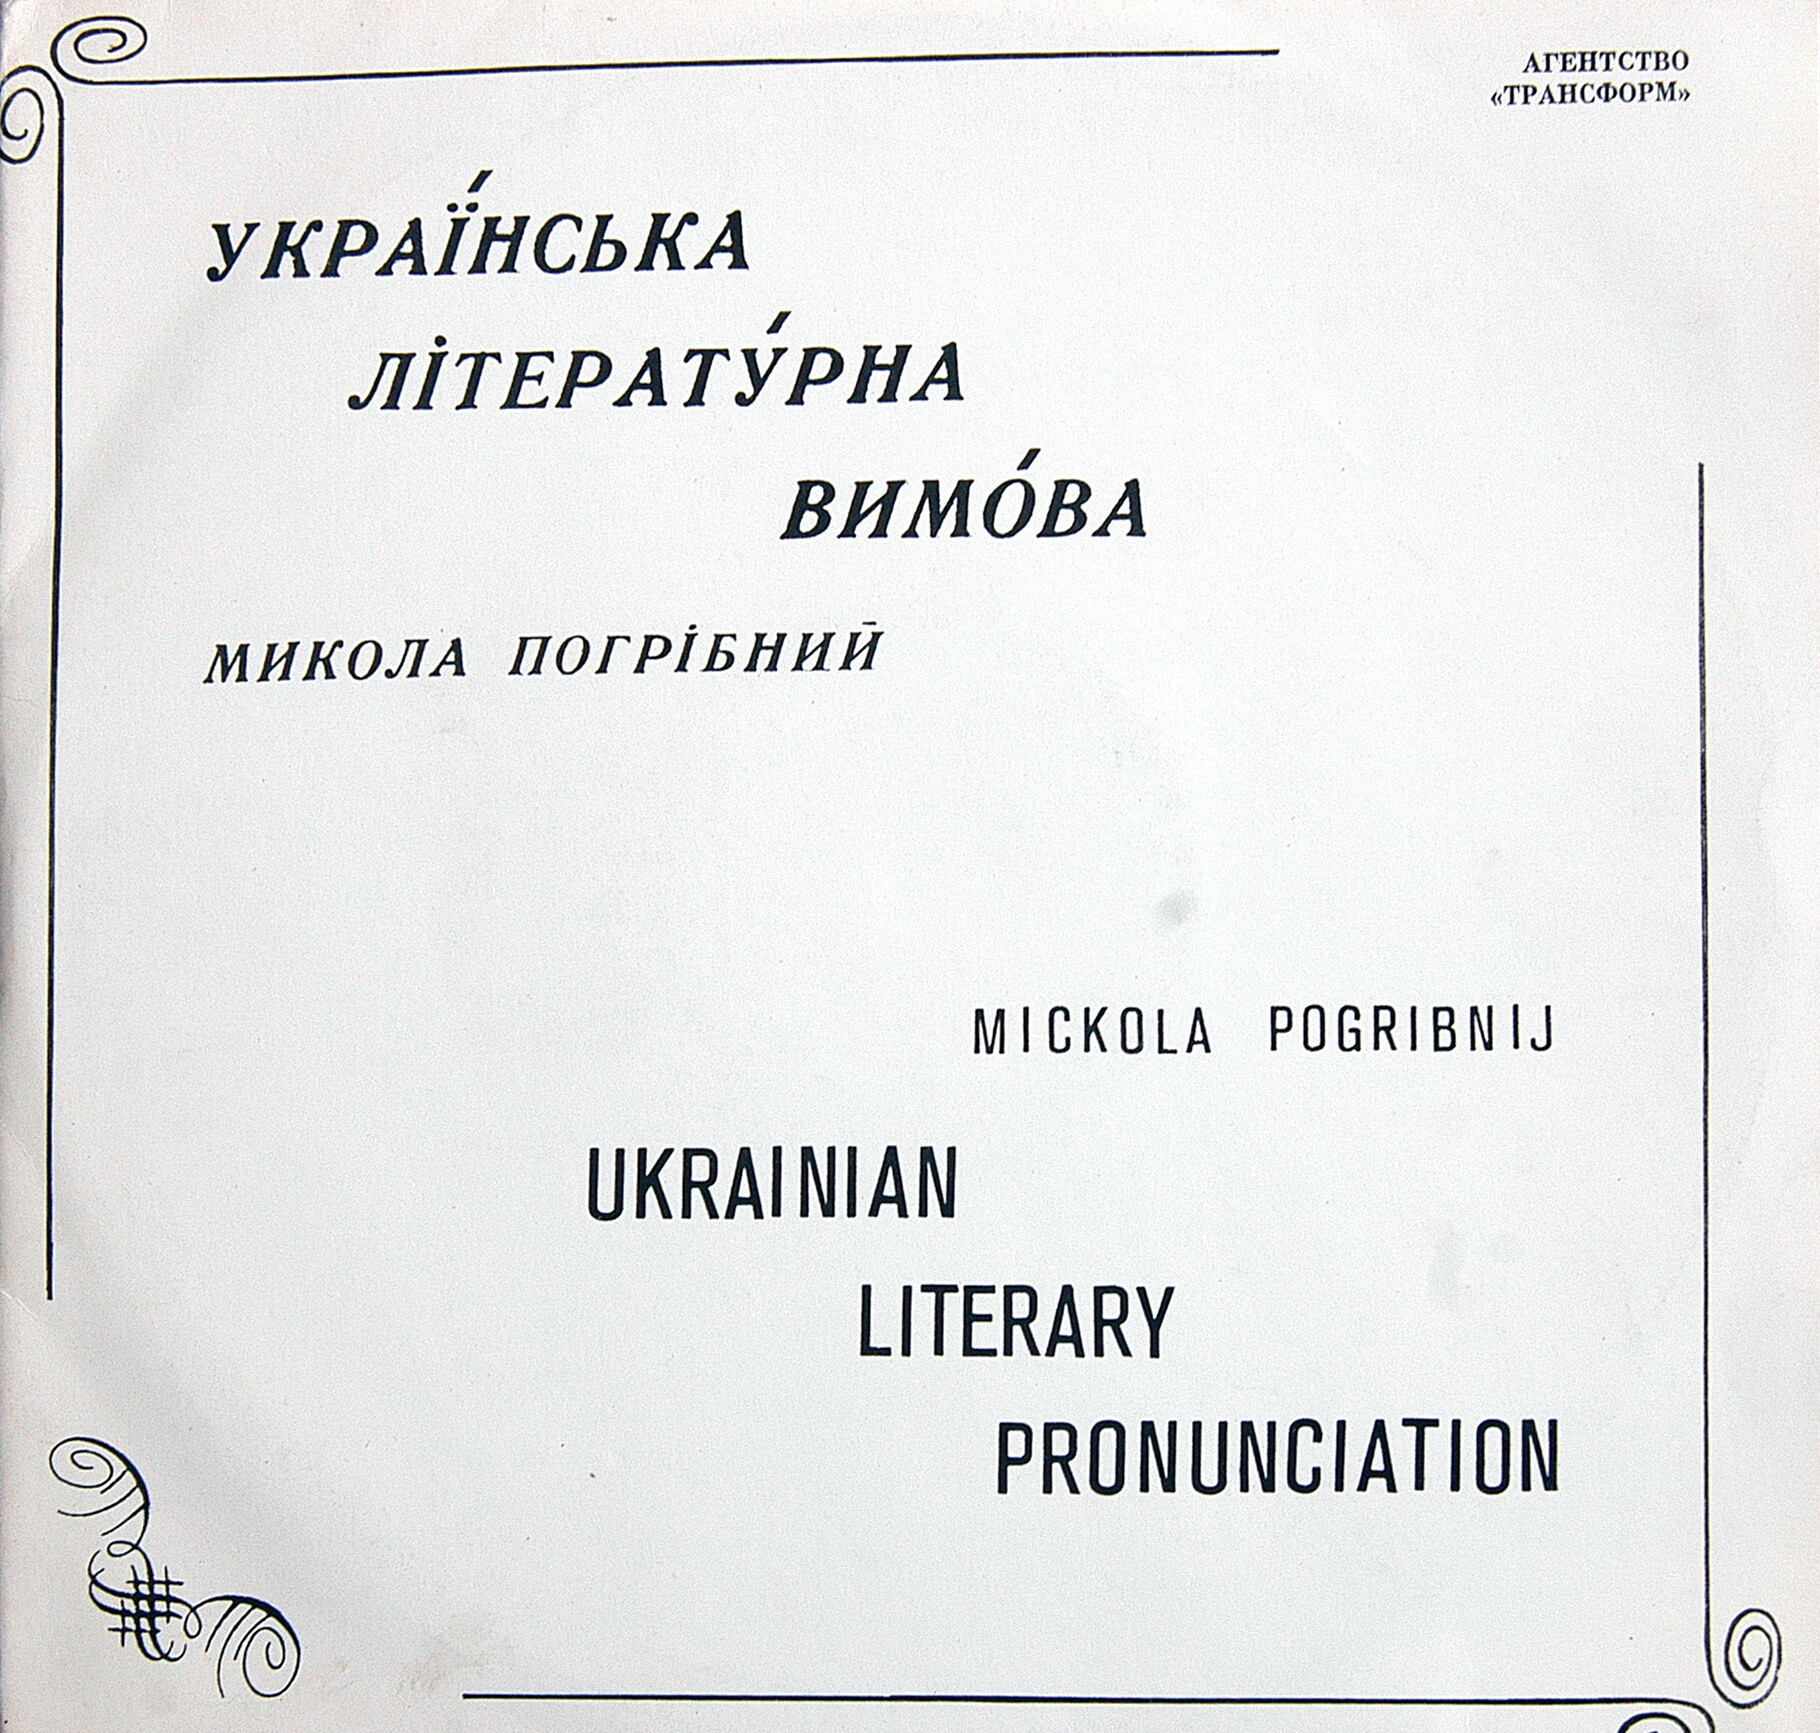 АГЕНТСТВО
«ТРАНСФОРМ»
УКРАЇ́НСЬКА
ЛІТЕРАТУ́РНА
ВИМО́ВА
МИКОЛА ПОГРІБНИЙ
MICKOLA POGRIBNIJ
UKRAINIAN
LITERARY
PRONUNCIATION